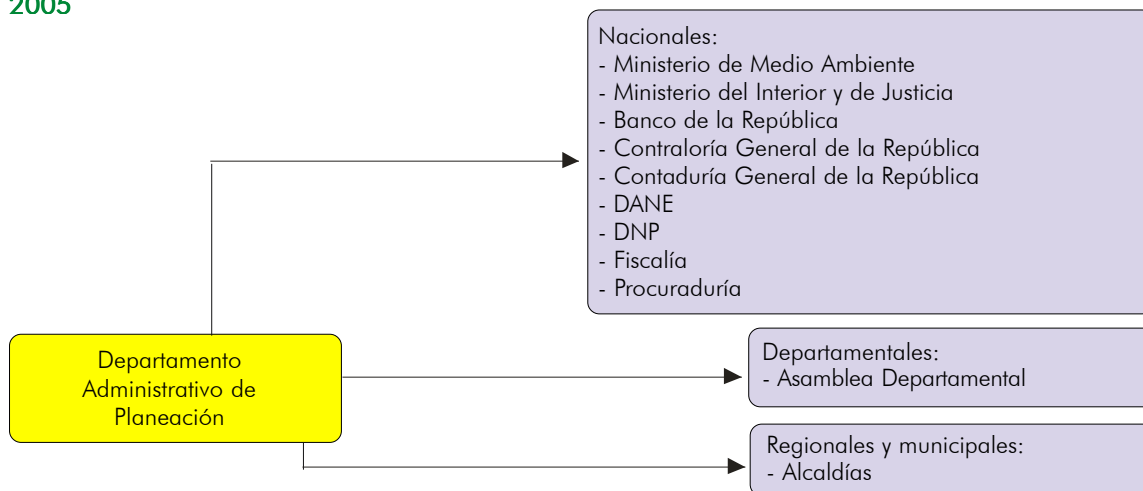 2005
Nacionales:
- Ministerio de Medio Ambiente
- Ministerio del Interior y de Justicia
- Banco de la República
- Contraloría General de la República
- Contaduría General de la República
- DANE
- DNP
- Fiscalía
- Procuraduría
Departamento
Administrativo de
Planeación
Departamentales:
- Asamblea Departamental
Regionales y municipales:
- Alcaldías